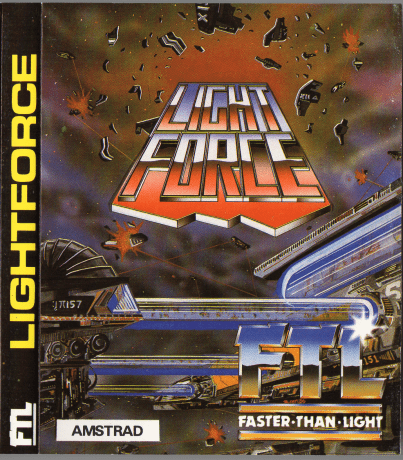 LIGHTFORCE
FTL
LIGHT
FORCE
FTL
FASTER·THAN·LIGHT
AMSTRAD